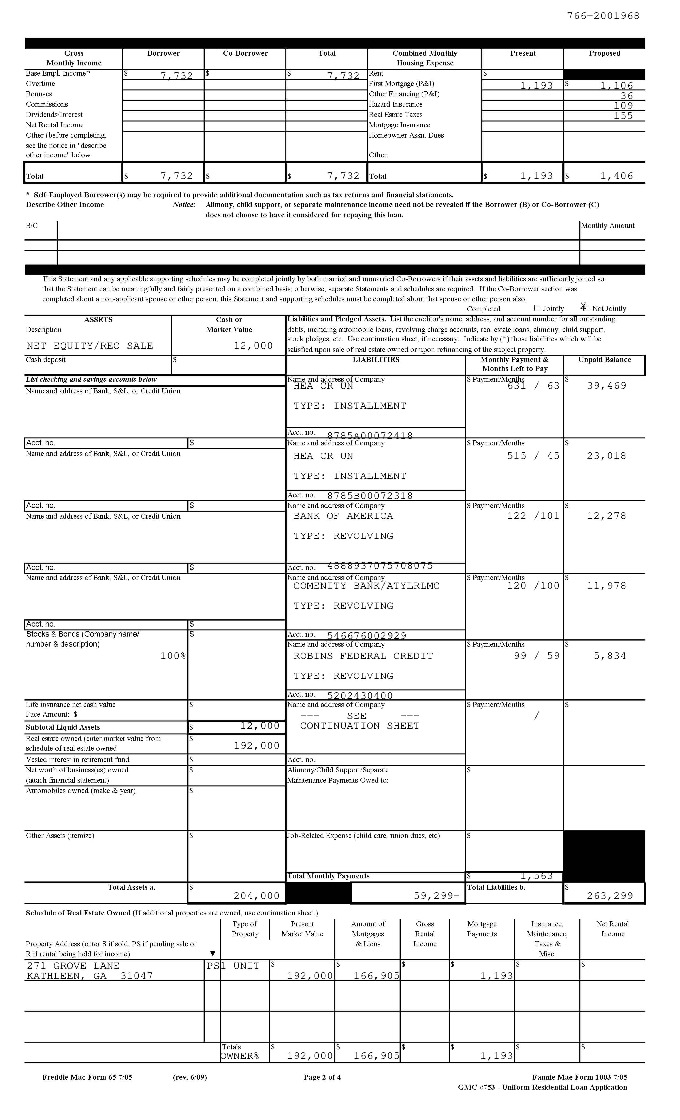 766-2001968
Gross Monthly Income Borrower Co-Borrower Total Combined Monthly Housing Expense Present Proposed
Base Empl. Income* $ 7,732 $ $ 7,732 Rent $
Overtime First Mortgage (P&I) 1,193 $ 1,106
Bonuses Other Financing (P&I) 36
Commissions Hazard Insurance 109
Dividends/Interest Real Estate Taxes 155
Net Rental Income Mortgage Insurance
Other (before completing, Homeowner Assn. Dues
see the notice in "describe
other income" below Other:
Total $ 7,732 $ $ 7,732 Total $ 1,193 $ 1,406
* Self Employed Borrower(s) may be required to provide additional documentation such as tax returns and financial statements.
Describe Other Income Notice: Alimony, child support, or separate maintenance income need not be revealed if the Borrower (B) or Co-Borrower (C)
does not choose to have it considered for repaying this loan.
B/C Monthly Amount
This Statement and any applicable supporting schedules may be completed jointly by both married and unmarried Co-Borrowers if their assets and liabilities are sufficiently joined so
that the Statement can be meaningfully and fairly presented on a combined basis; otherwise, separate Statements and Schedules are required. If the Co-Borrower section was
completed about a non-applicant spouse or other person, this Statement and supporting schedules must be completed about that spouse or other person also.
Completed Jointly Not Jointly
ASSETS Cash or Liabilities and Pledged Assets. List the creditor's name, address, and account number for all outstanding
Description Market Value debts, including automobile loans, revolving charge accounts, real estate loans, alimony, child support,
stock pledges, etc. Use continuation sheet, if necessary. Indicate by (*) those liabilities which will be
NET EQUITY/REO SALE 12,000 satisfied upon sale of real estate owned or upon refinancing of the subject property.
Cash deposit $ LIABILITIES Monthly Payment & Months Left to Pay Unpaid Balance
List checking and savings accounts below Name and address of Company $ Payment/Months $
Name and address of Bank, S&L, or Credit Union HEA CR UN 631 / 63 39,469
TYPE: INSTALLMENT
Acct. no. 8785A00072418
Acct. no. $ Name and address of Company $ Payment/Months $
Name and address of Bank, S&L, or Credit Union HEA CR UN 515 / 45 23,018
TYPE: INSTALLMENT
Acct. no. 8785B00072318
Acct. no. $ Name and address of Company $ Payment/Months $
Name and address of Bank, S&L, or Credit Union BANK OF AMERICA 122 /101 12,278
TYPE: REVOLVING
Acct. no. $ Acct. no. 4888937075708075
Name and address of Bank, S&L, or Credit Union Name and address of Company $ Payment/Months $
COMENITY BANK/ATYLRLMC 120 /100 11,978
TYPE: REVOLVING
Acct. no. $
Stocks & Bonds (Company name/ $ Acct. no. 546676002929
number & description) Name and address of Company $ Payment/Months $
100% ROBINS FEDERAL CREDIT 99 / 59 5,834
TYPE: REVOLVING
Acct. no. 5202430400
Life insurance net cash value $ Name and address of Company $ Payment/Months $
Face Amount: $ --- SEE --- /
Subtotal Liquid Assets $ 12,000 CONTINUATION SHEET
Real estate owned (enter market value from $
schedule of real estate owned 192,000
Vested interest in retirement fund $ Acct. no.
Net worth of business(es) owned $ Alimony/Child Support/Separate $
(attach financial statement) Maintenance Payments Owed to:
Automobiles owned (make & year) $
Other Assets (itemize) $ Job-Related Expense (child care, union dues, etc) $
Total Monthly Payments $ 1,563
Total Assets a. $ 204,000 59,299- Total Liabilities b. $ 263,299
Schedule of Real Estate Owned (If additional properties are owned, use continuation sheet.)
Property Address (enter S if sold, PS if pending sale or R if rental being held for income) Type of Property Present Market Value Amount of Mortgages & Liens Gross Rental Income Mortgage Payments Insurance, Maintenance Taxes & Misc Net Rental Income
271 GROVE LANE PS 1 UNIT $ $ $ $ $ $
KATHLEEN, GA 31047 192,000 166,905 1,193
Totals $ $ $ $ $ $
OWNER% 192,000 166,905 1,193
Freddie Mac Form 65 7/05 (rev. 6/09) Page 2 of 4 Fannie Mae Form 1003 7/05
GMC #753 - Uniform Residential Loan Application